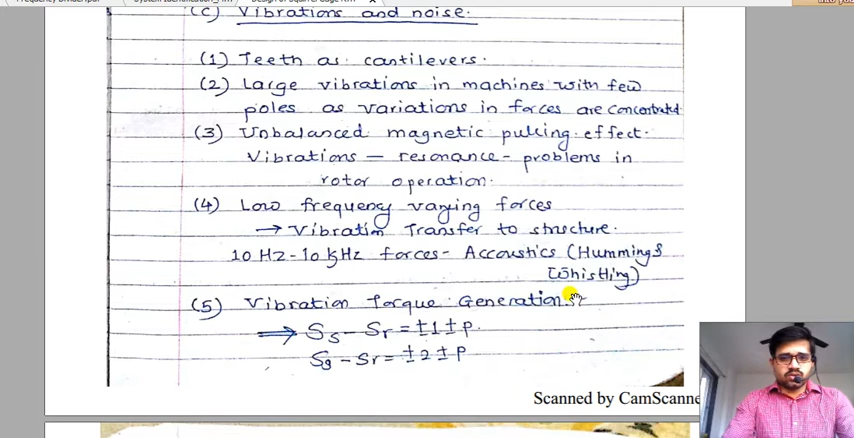 (C) Vibrations and noise.
(1) Teeth as cantilevers.
(2) Large vibrations in machines with few
poles as variations in forces are concentrated
(3) Unbalanced magnetic pulling effect.
Vibrations — resonance - problems in
rotor operation.
(4) Low frequency varying forces
→ Vibration Transfer to structure.
10 Hz - 10 kHz forces - Accoustics (Humming &
Whistling)
(5) Vibration Torque Generation:
⟹ Ss - Sr = ±1 ± p.
Ss - Sr = ±2 ± p
Scanned by CamScanne